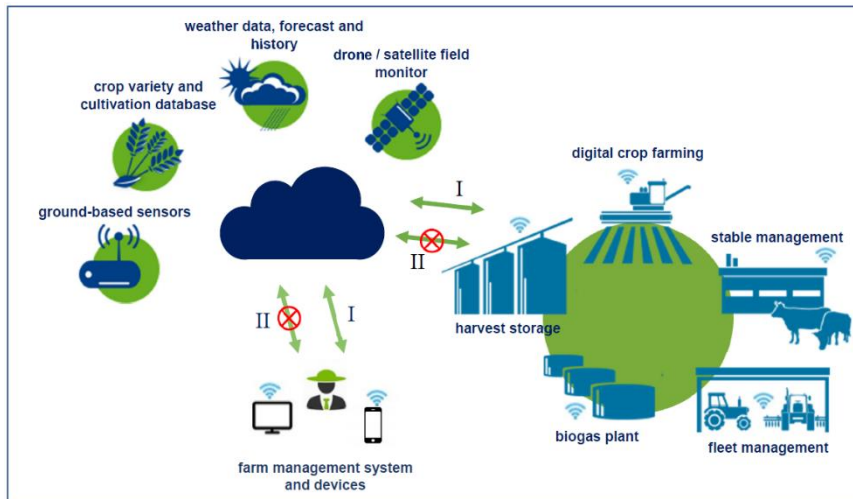 weather data, forecast and
history
drone / satellite field
monitor
crop variety and
cultivation database
digital crop farming
I
ground-based sensors
stable management
II
harvest storage
II
I
biogas plant
fleet management
farm management system
and devices